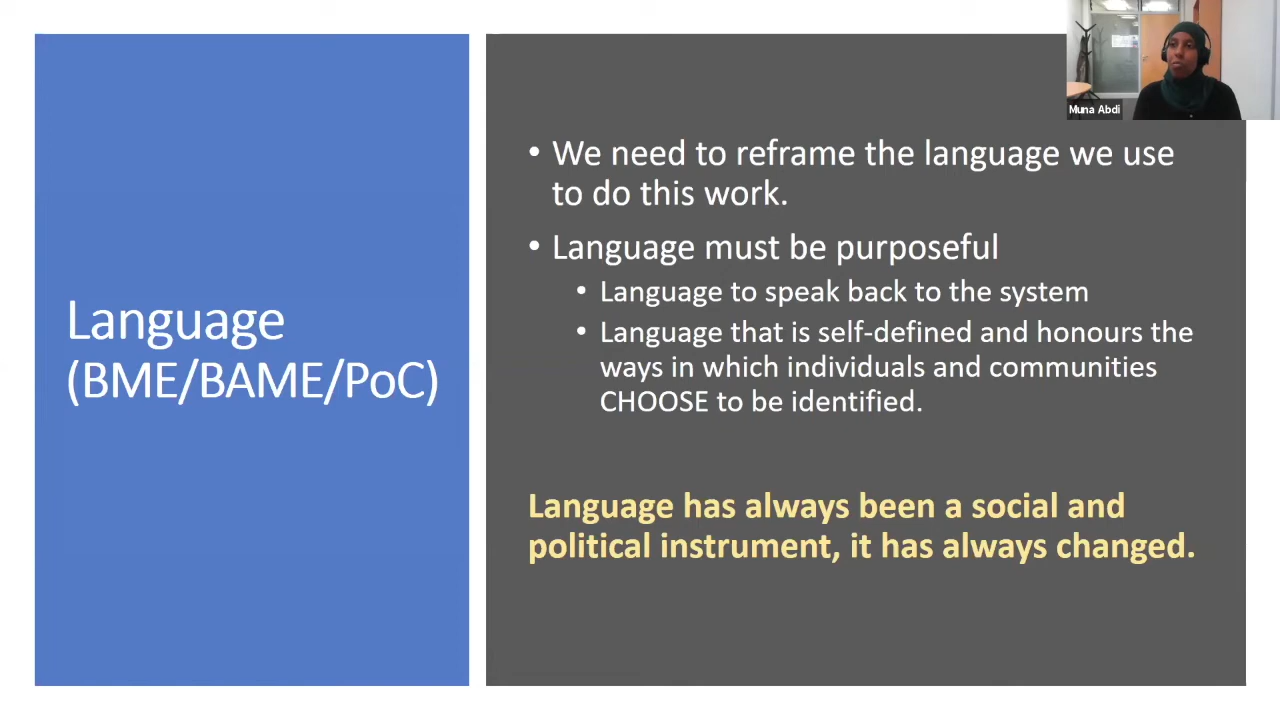 Language
(BME/BAME/PoC)
• We need to reframe the language we use
to do this work.
• Language must be purposeful
• Language to speak back to the system
• Language that is self-defined and honours the
ways in which individuals and communities
CHOOSE to be identified.
Language has always been a social and
political instrument, it has always changed.
Muna Abdi